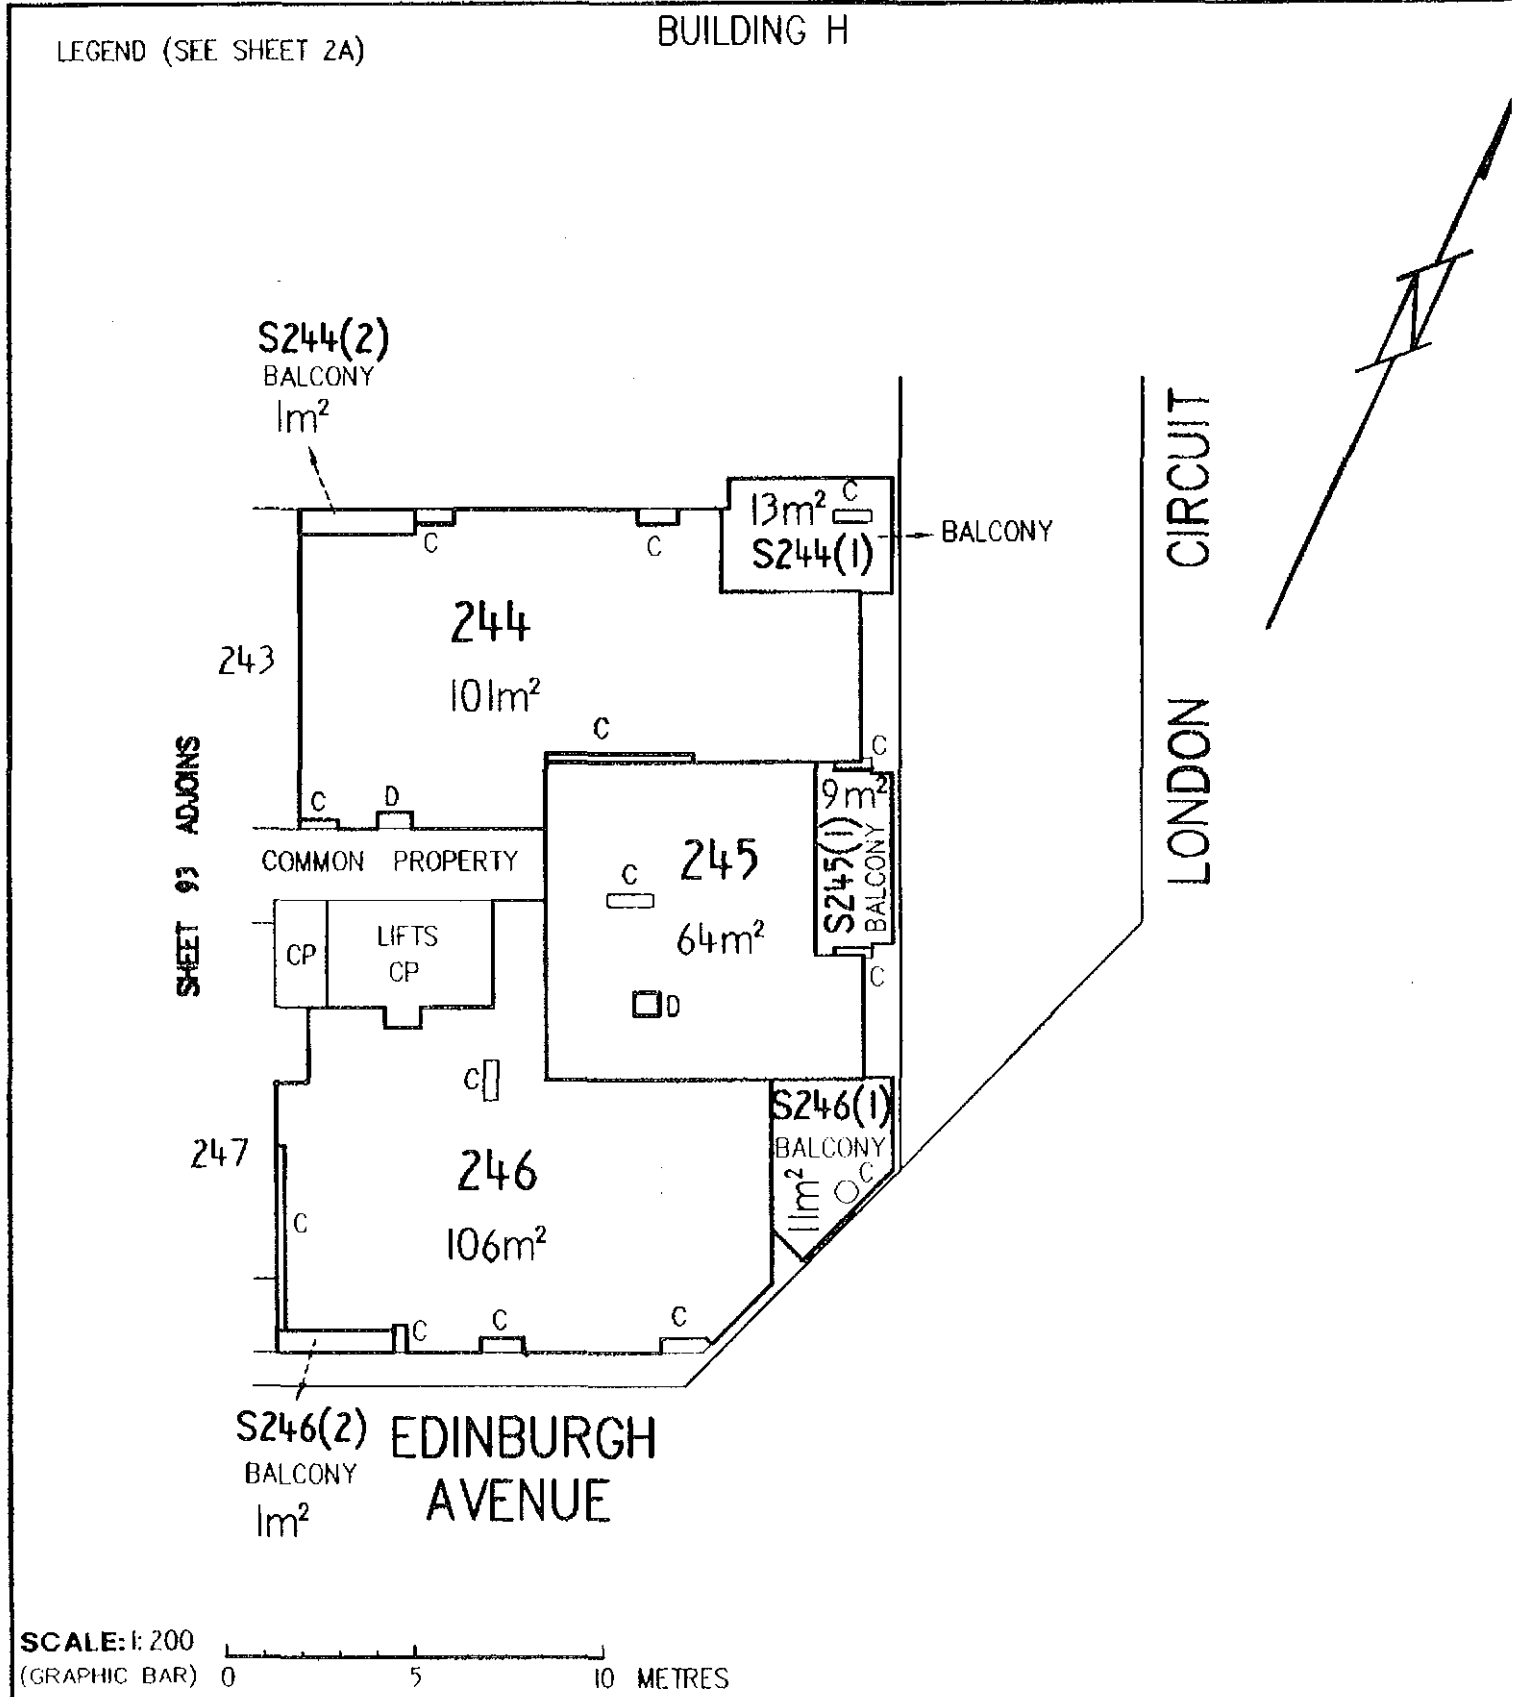 BUILDING H
LEGEND (SEE SHEET 2A)
S244(2)
BALCONY
1m²
13m²
C
S244(1)
BALCONY
C
C
244
101m²
243
C
C
D
C
9m²
S245(1)
BALCONY
C
245
64m²
C
D
COMMON PROPERTY
CP
LIFTS
CP
SHEET 93 ADJOINS
LONDON CIRCUIT
C
S246(1)
BALCONY
11m²
C
247
246
106m²
C
C
C
C
S246(2)
BALCONY
1m²
EDINBURGH
AVENUE
SCALE: 1:200
(GRAPHIC BAR)
0 5 10 METRES